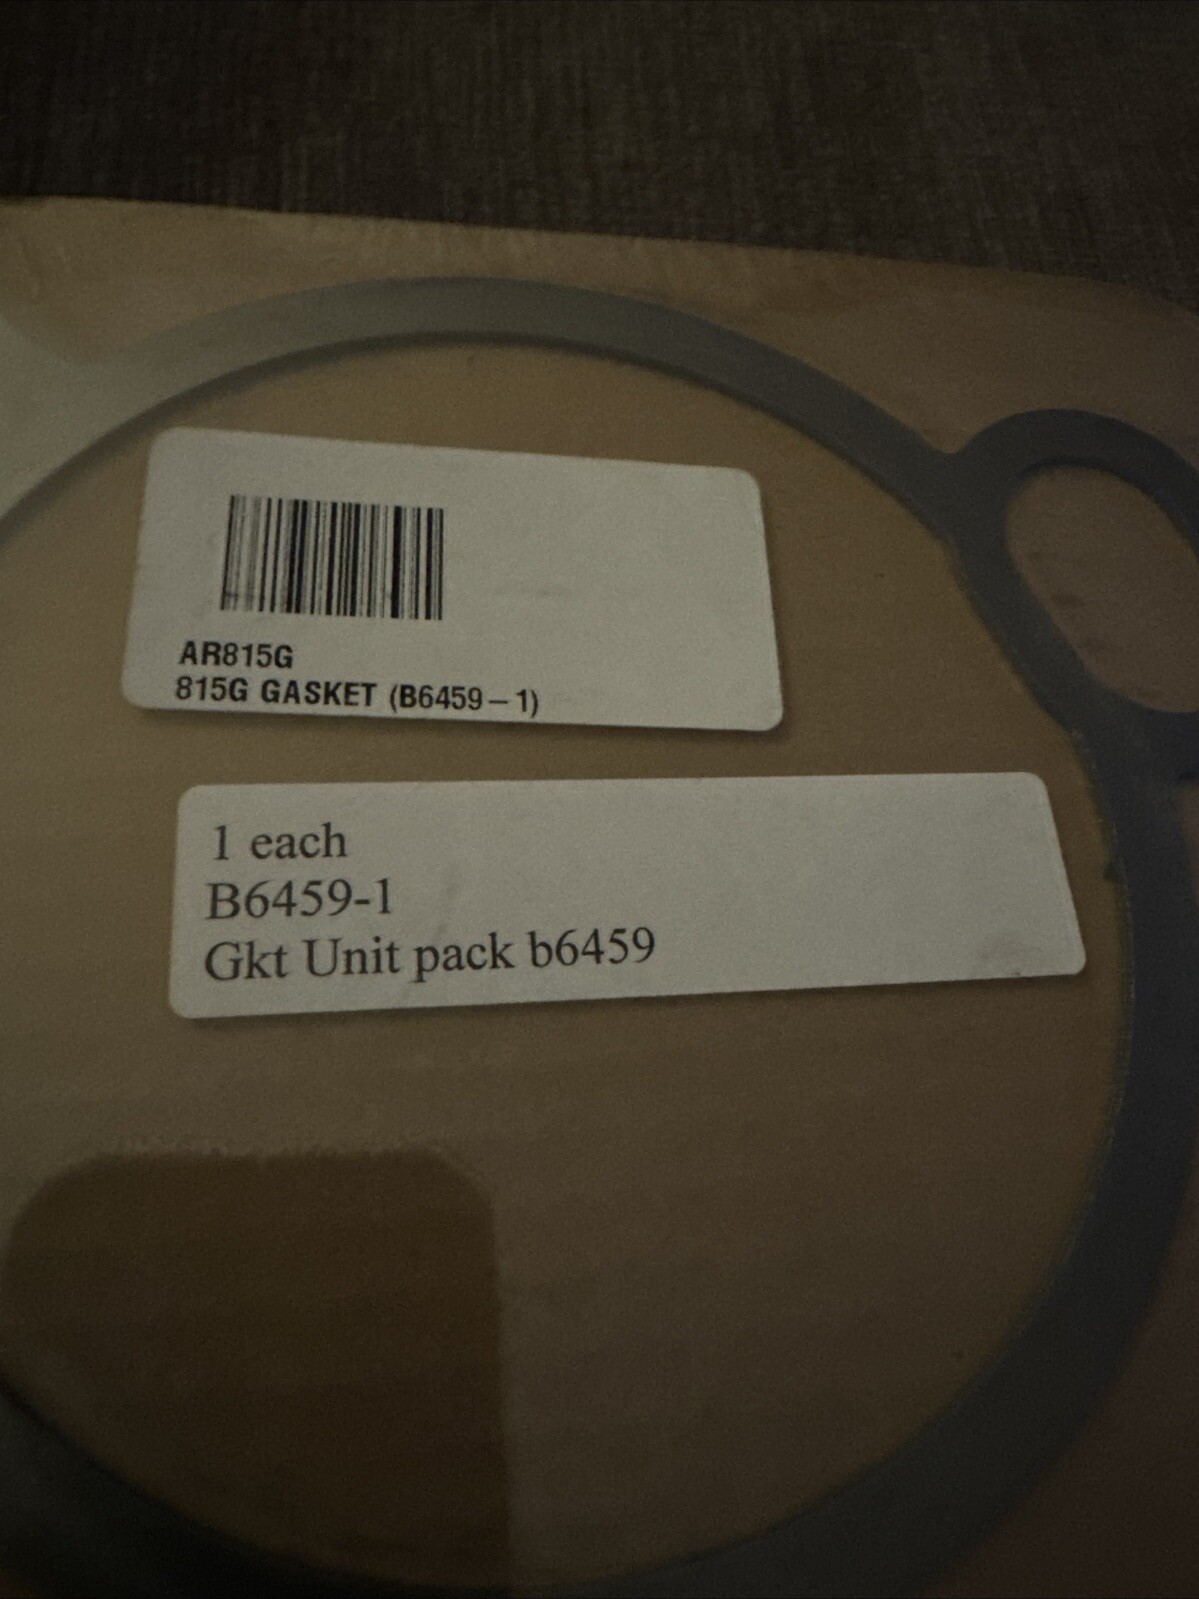 AR815G
815G GASKET (B6459-1)
1 each
B6459-1
Gkt Unit pack b6459